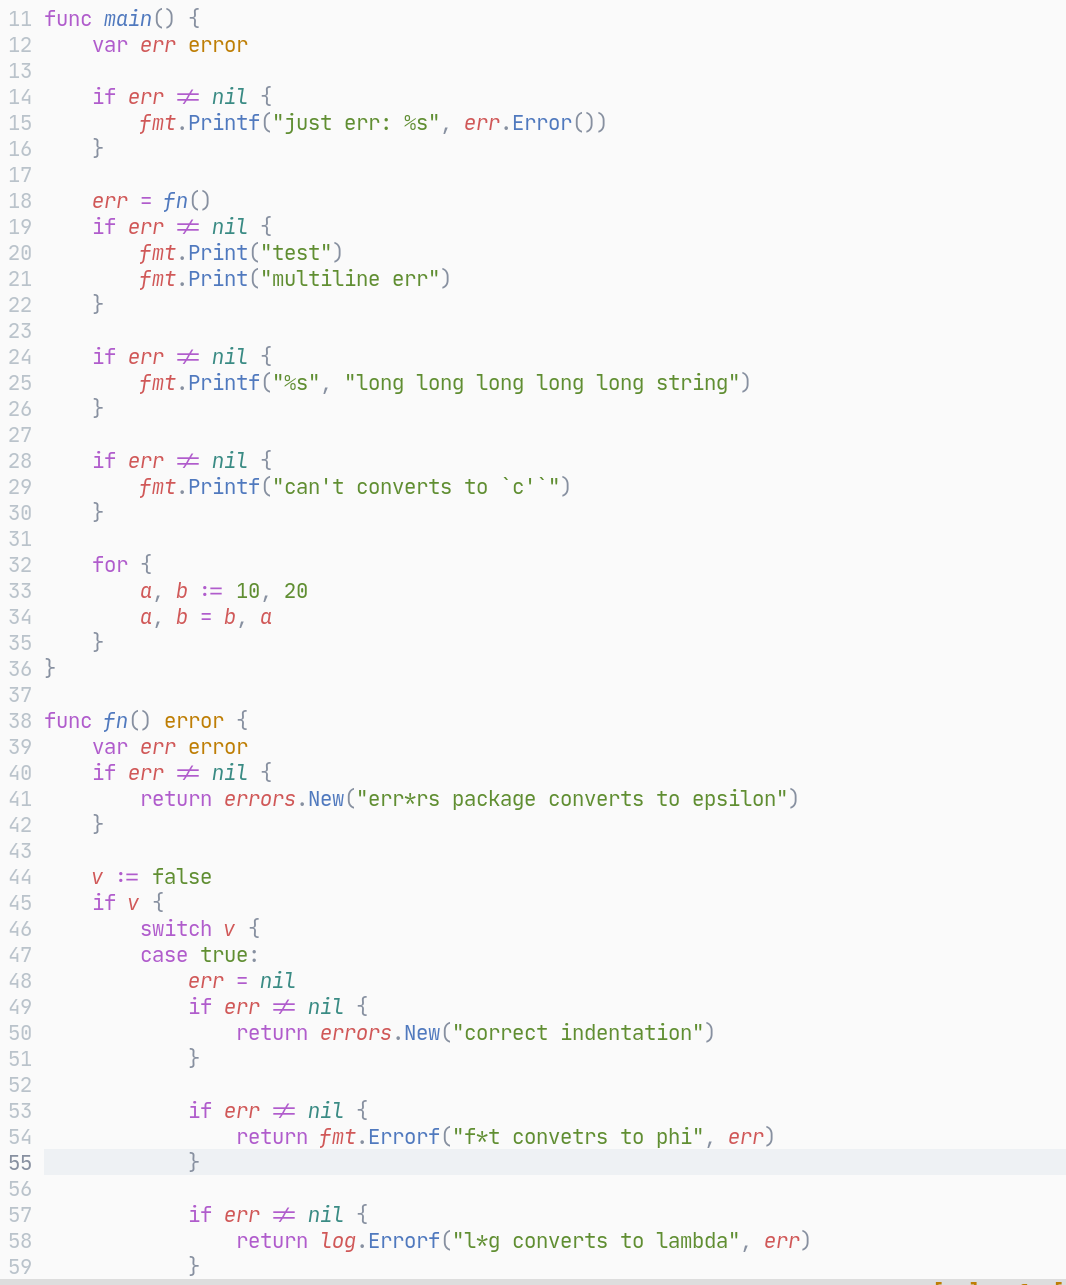 11 func main() {
12     var err error
13
14     if err != nil {
15         fmt.Printf("just err: %s", err.Error())
16     }
17
18     err = fn()
19     if err != nil {
20         fmt.Print("test")
21         fmt.Print("multiline err")
22     }
23
24     if err != nil {
25         fmt.Printf("%s", "long long long long long string")
26     }
27
28     if err != nil {
29         fmt.Printf("can't converts to `c'`")
30     }
31
32     for {
33         a, b := 10, 20
34         a, b = b, a
35     }
36 }
37
38 func fn() error {
39     var err error
40     if err != nil {
41         return errors.New("err*rs package converts to epsilon")
42     }
43
44     v := false
45     if v {
46         switch v {
47         case true:
48             err = nil
49             if err != nil {
50                 return errors.New("correct indentation")
51             }
52
53             if err != nil {
54                 return fmt.Errorf("f*t convetrs to phi", err)
55             }
56
57             if err != nil {
58                 return log.Errorf("l*g converts to lambda", err)
59             }